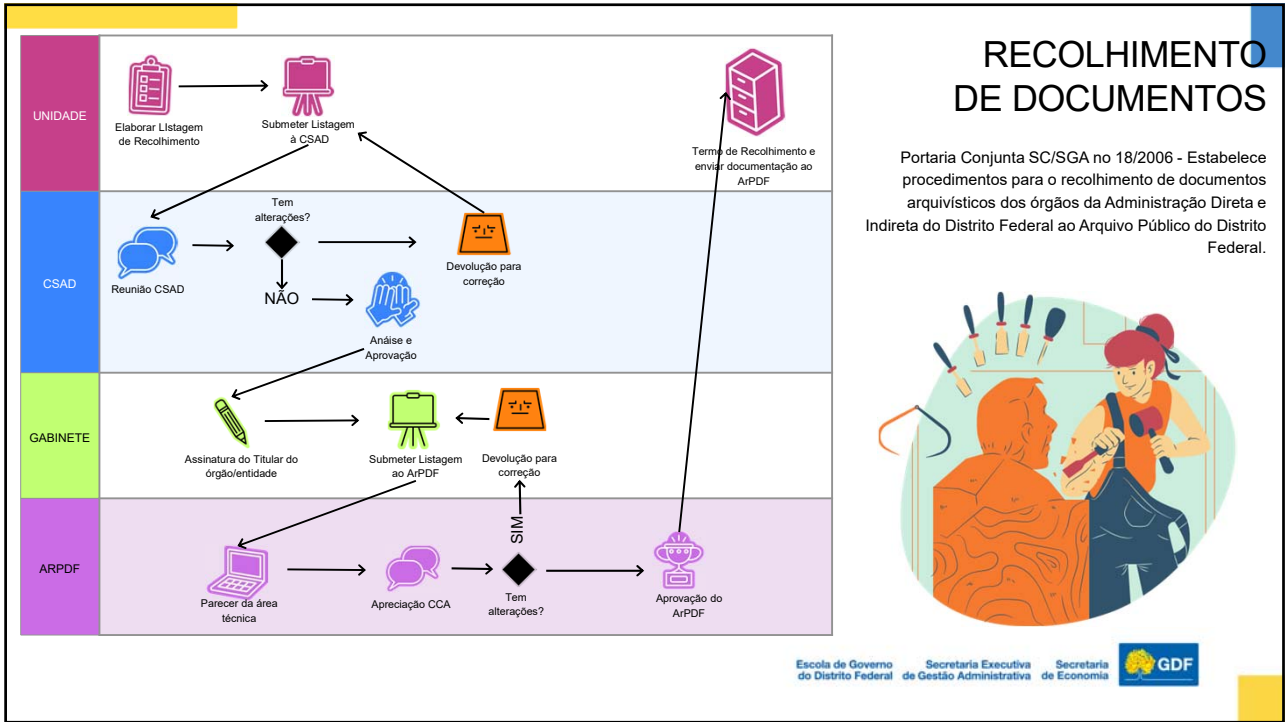 RECOLHIMENTO
DE DOCUMENTOS
Portaria Conjunta SC/SGA no 18/2006 - Estabelece
procedimentos para o recolhimento de documentos
arquivísticos dos órgãos da Administração Direta e
Indireta do Distrito Federal ao Arquivo Público do Distrito
Federal.
UNIDADE
Elaborar LIstagem
de Recolhimento
Submeter Listagem
à CSAD
Termo de Recolhimento e
enviar documentação ao
ArPDF
CSAD
Reunião CSAD
Tem
alterações?
NÃO
Devolução para
correção
Anáise e
Aprovação
GABINETE
Assinatura do Titular do
órgão/entidade
Submeter Listagem
ao ArPDF
Devolução para
correção
ARPDF
Parecer da área
técnica
Apreciação CCA
SIM
Tem
alterações?
Aprovação do
ArPDF
Escola de Governo
do Distrito Federal
Secretaria Executiva
de Gestão Administrativa
Secretaria
de Economia
GDF